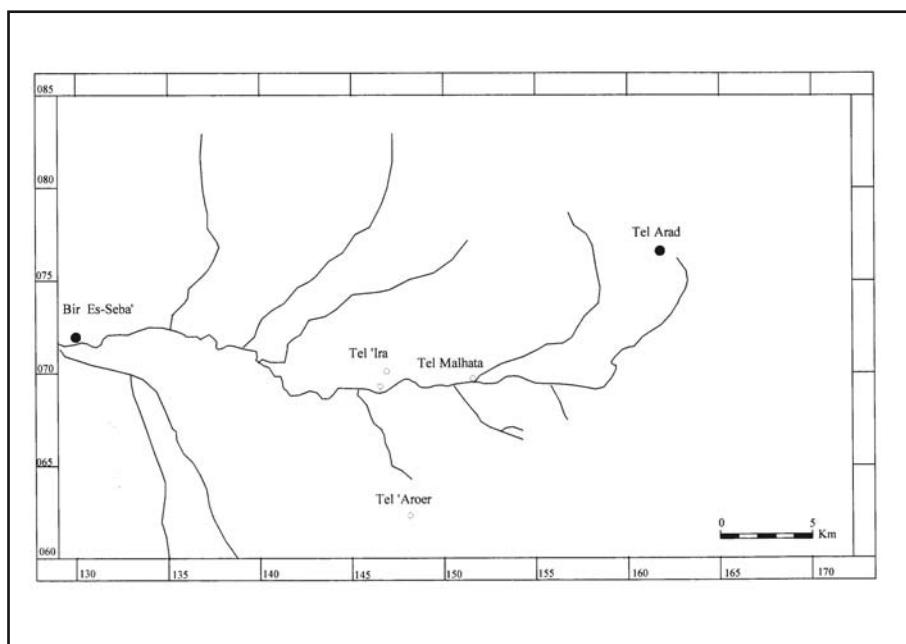 085
080
Tel Arad
075
Bir Es-Seba'
Tel 'Ira
Tel Malhata
070
065
Tel 'Aroer
0 5
Km
060
130 135 140 145 150 155 160 165 170